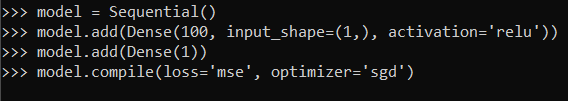 >>> model = Sequential()
>>> model.add(Dense(100, input_shape=(1,), activation='relu'))
>>> model.add(Dense(1))
>>> model.compile(loss='mse', optimizer='sgd')